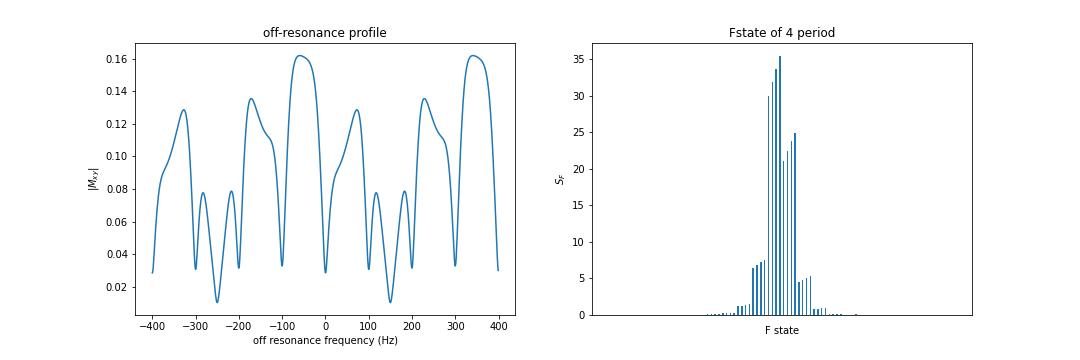 off-resonance profile
|Mxy|
0.16
0.14
0.12
0.10
0.08
0.06
0.04
0.02
−400 −300 −200 −100 0 100 200 300 400
off resonance frequency (Hz)
Fstate of 4 period
SF
35
30
25
20
15
10
5
0
F state